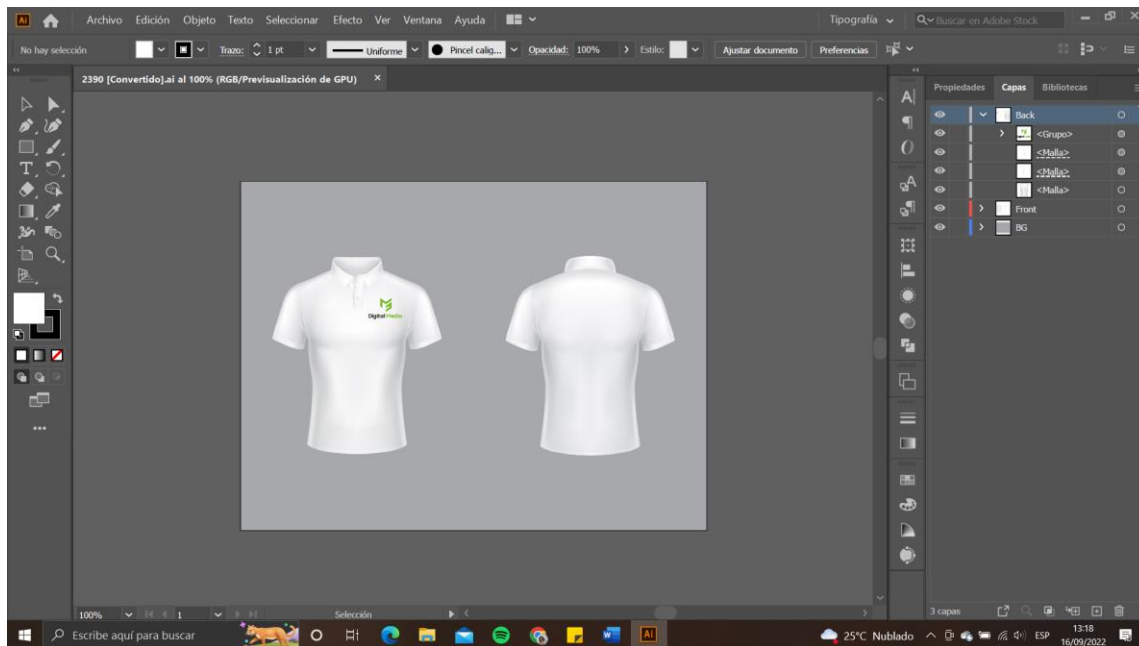 Ai Archivo Edición Objeto Texto Seleccionar Efecto Ver Ventana Ayuda Tipografía Buscar en Adobe Stock
No hay selección Trazo: 1 pt Uniforme Pincel calig... Opacidad: 100% Estilo: Ajustar documento Preferencias
2390 [Convertido].ai al 100% (RGB/Previsualización de GPU) ×
Propiedades Capas Bibliotecas
Back
<Grupo>
<Malla>
<Malla>
<Malla>
Front
BG
Digital Media
100% 1 Selección 3 capas
Escribe aquí para buscar 25°C Nublado ESP 13:18
16/09/2022